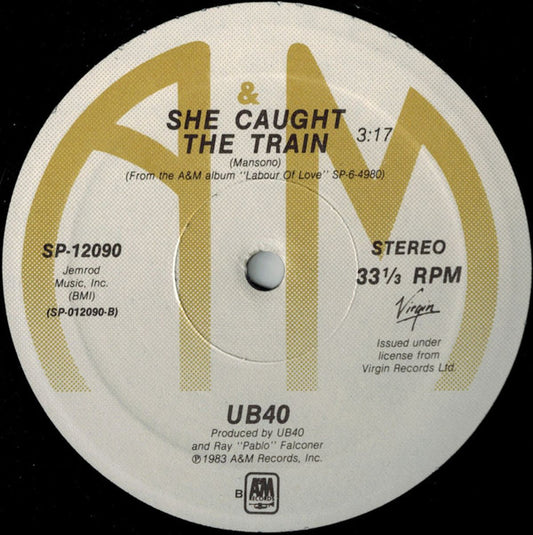 A&M
SHE CAUGHT
THE TRAIN 3:17
(Mansono)
(From the A&M album "Labour Of Love" SP-6-4980)
SP-12090
Jemrod
Music, Inc.
(BMI)
(SP-012090-B)
STEREO
33 1/3 RPM
Virgin
Issued under
license from
Virgin Records Ltd.
UB40
Produced by UB40
and Ray "Pablo" Falconer
℗1983 A&M Records, Inc.
B
A&M
RECORDS